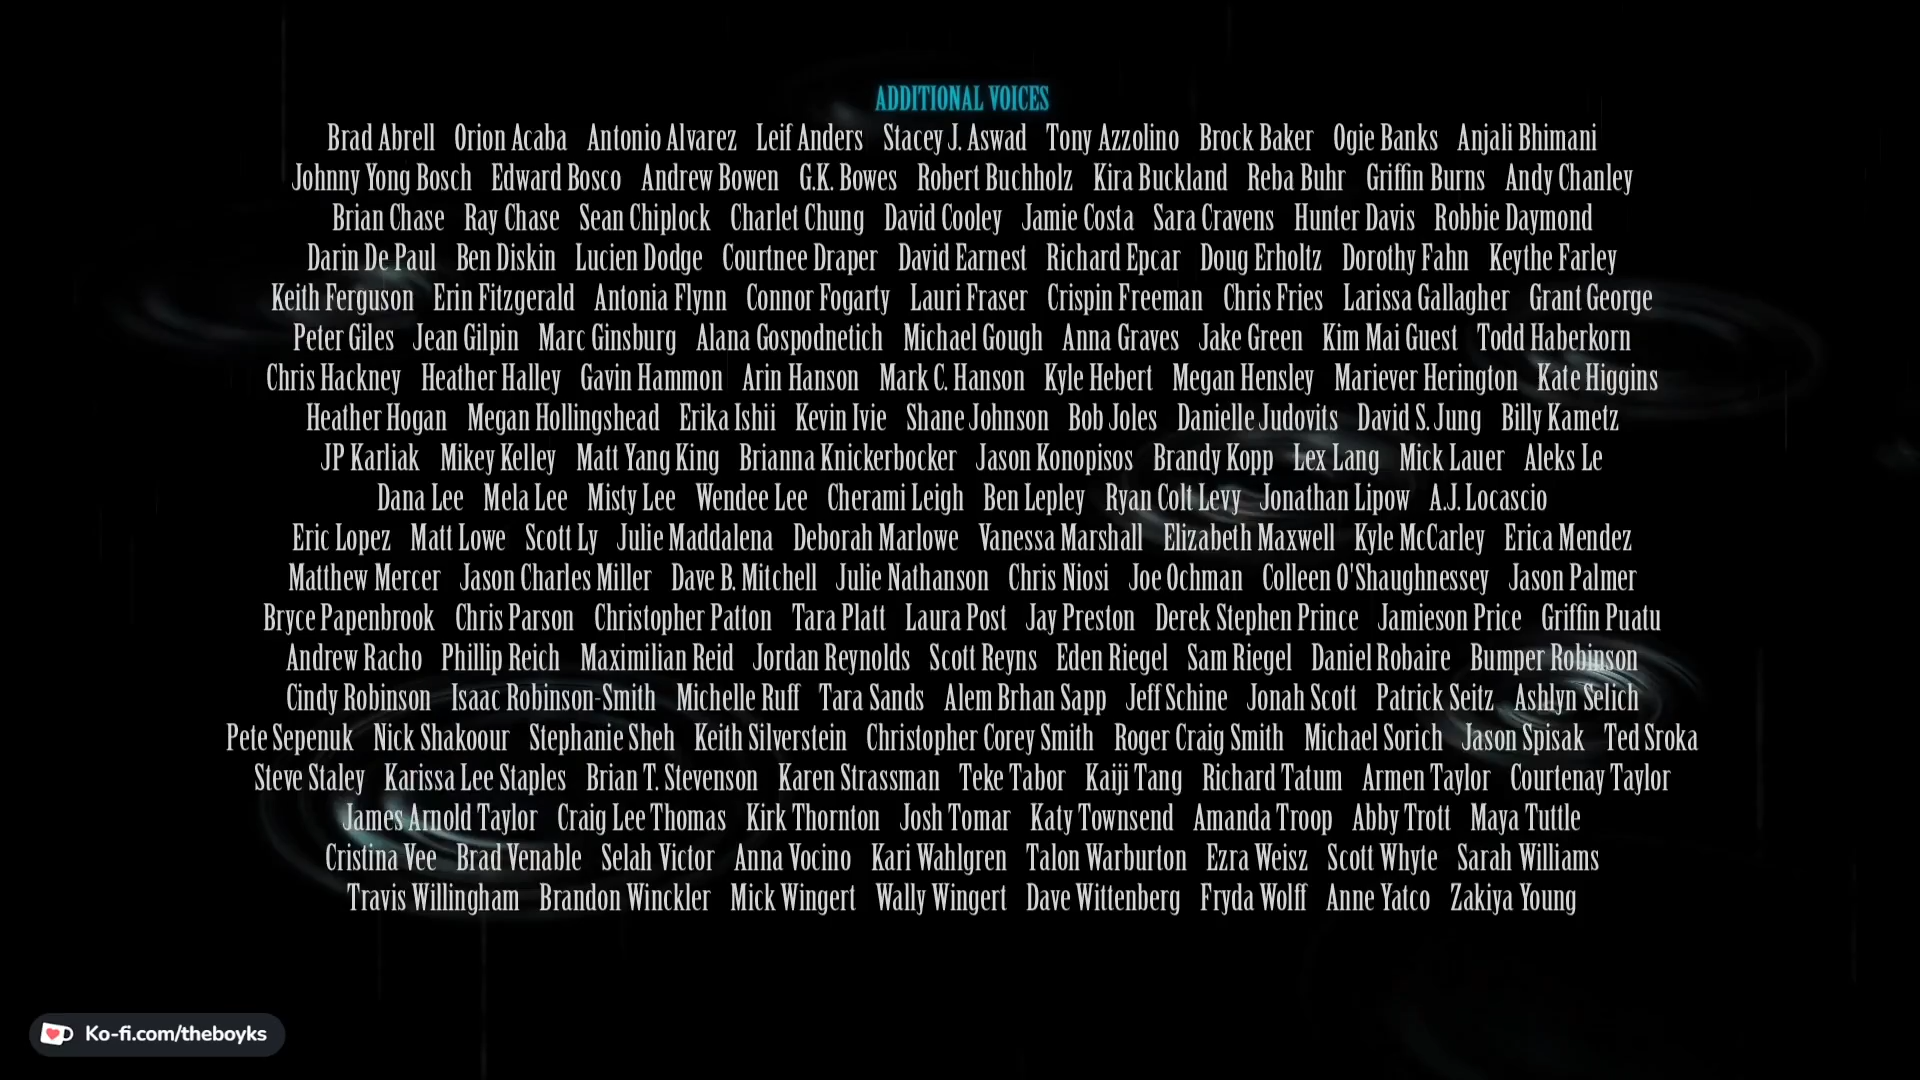 ADDITIONAL VOICES
Brad Abrell Orion Acaba Antonio Alvarez Leif Anders Stacey J. Aswad Tony Azzolino Brock Baker Ogie Banks Anjali Bhimani
Johnny Yong Bosch Edward Bosco Andrew Bowen G.K. Bowes Robert Buchholz Kira Buckland Reba Buhr Griffin Burns Andy Chanley
Brian Chase Ray Chase Sean Chiplock Charlet Chung David Cooley Jamie Costa Sara Cravens Hunter Davis Robbie Daymond
Darin De Paul Ben Diskin Lucien Dodge Courtnee Draper David Earnest Richard Epcar Doug Erholtz Dorothy Fahn Keythe Farley
Keith Ferguson Erin Fitzgerald Antonia Flynn Connor Fogarty Lauri Fraser Crispin Freeman Chris Fries Larissa Gallagher Grant George
Peter Giles Jean Gilpin Marc Ginsburg Alana Gospodnetich Michael Gough Anna Graves Jake Green Kim Mai Guest Todd Haberkorn
Chris Hackney Heather Halley Gavin Hammon Arin Hanson Mark C. Hanson Kyle Hebert Megan Hensley Mariever Herington Kate Higgins
Heather Hogan Megan Hollingshead Erika Ishii Kevin Ivie Shane Johnson Bob Joles Danielle Judovits David S. Jung Billy Kametz
JP Karliak Mikey Kelley Matt Yang King Brianna Knickerbocker Jason Konopisos Brandy Kopp Lex Lang Mick Lauer Aleks Le
Dana Lee Mela Lee Misty Lee Wendee Lee Cherami Leigh Ben Lepley Ryan Colt Levy Jonathan Lipow A.J. Locascio
Eric Lopez Matt Lowe Scott Ly Julie Maddalena Deborah Marlowe Vanessa Marshall Elizabeth Maxwell Kyle McCarley Erica Mendez
Matthew Mercer Jason Charles Miller Dave B. Mitchell Julie Nathanson Chris Niosi Joe Ochman Colleen O'Shaughnessey Jason Palmer
Bryce Papenbrook Chris Parson Christopher Patton Tara Platt Laura Post Jay Preston Derek Stephen Prince Jamieson Price Griffin Puatu
Andrew Racho Phillip Reich Maximilian Reid Jordan Reynolds Scott Reyns Eden Riegel Sam Riegel Daniel Robaire Bumper Robinson
Cindy Robinson Isaac Robinson-Smith Michelle Ruff Tara Sands Alem Brhan Sapp Jeff Schine Jonah Scott Patrick Seitz Ashlyn Selich
Pete Sepenuk Nick Shakoour Stephanie Sheh Keith Silverstein Christopher Corey Smith Roger Craig Smith Michael Sorich Jason Spisak Ted Sroka
Steve Staley Karissa Lee Staples Brian T. Stevenson Karen Strassman Teke Tabor Kaiji Tang Richard Tatum Armen Taylor Courtenay Taylor
James Arnold Taylor Craig Lee Thomas Kirk Thornton Josh Tomar Katy Townsend Amanda Troop Abby Trott Maya Tuttle
Cristina Vee Brad Venable Selah Victor Anna Vocino Kari Wahlgren Talon Warburton Ezra Weisz Scott Whyte Sarah Williams
Travis Willingham Brandon Winckler Mick Wingert Wally Wingert Dave Wittenberg Fryda Wolff Anne Yatco Zakiya Young
Ko-fi.com/theboyks